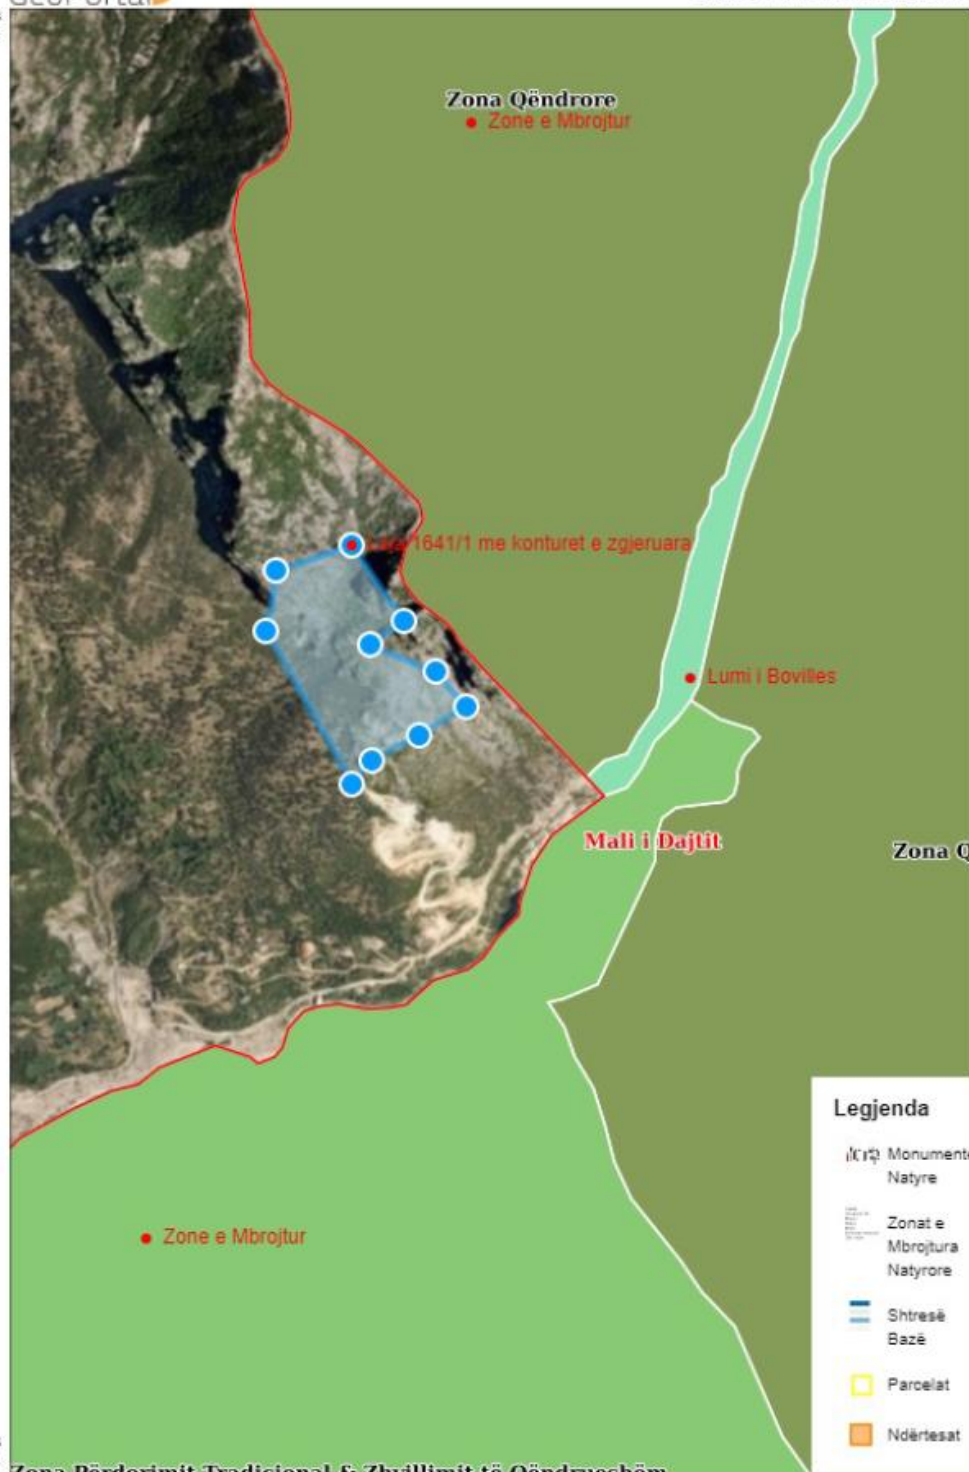 GeoPortal
Zona Qëndrore
Zone e Mbrojtur
1641/1 me konturet e zgjeruara
Lumi i Bovilles
Mali i Dajtit
Zona Q
Legjenda
Monumente
Natyre
Zonat e
Mbrojtura
Natyrore
Shtresë
Bazë
Parcelat
Ndërtesat
Zone e Mbrojtur
Zona Përdorimit Tradicional & Zhvillimit të Qëndrueshëm